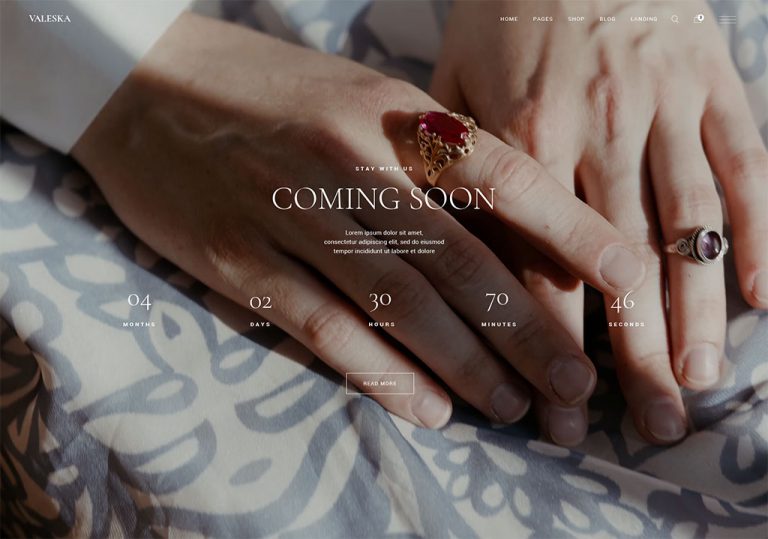 VALESKA
HOME PAGES SHOP BLOG LANDING 0
STAY WITH US
COMING SOON
Lorem ipsum dolor sit amet,
consectetur adipiscing elit, sed do eiusmod
tempor incididunt ut labore et dolore
04 02 30 70 46
MONTHS DAYS HOURS MINUTES SECONDS
READ MORE